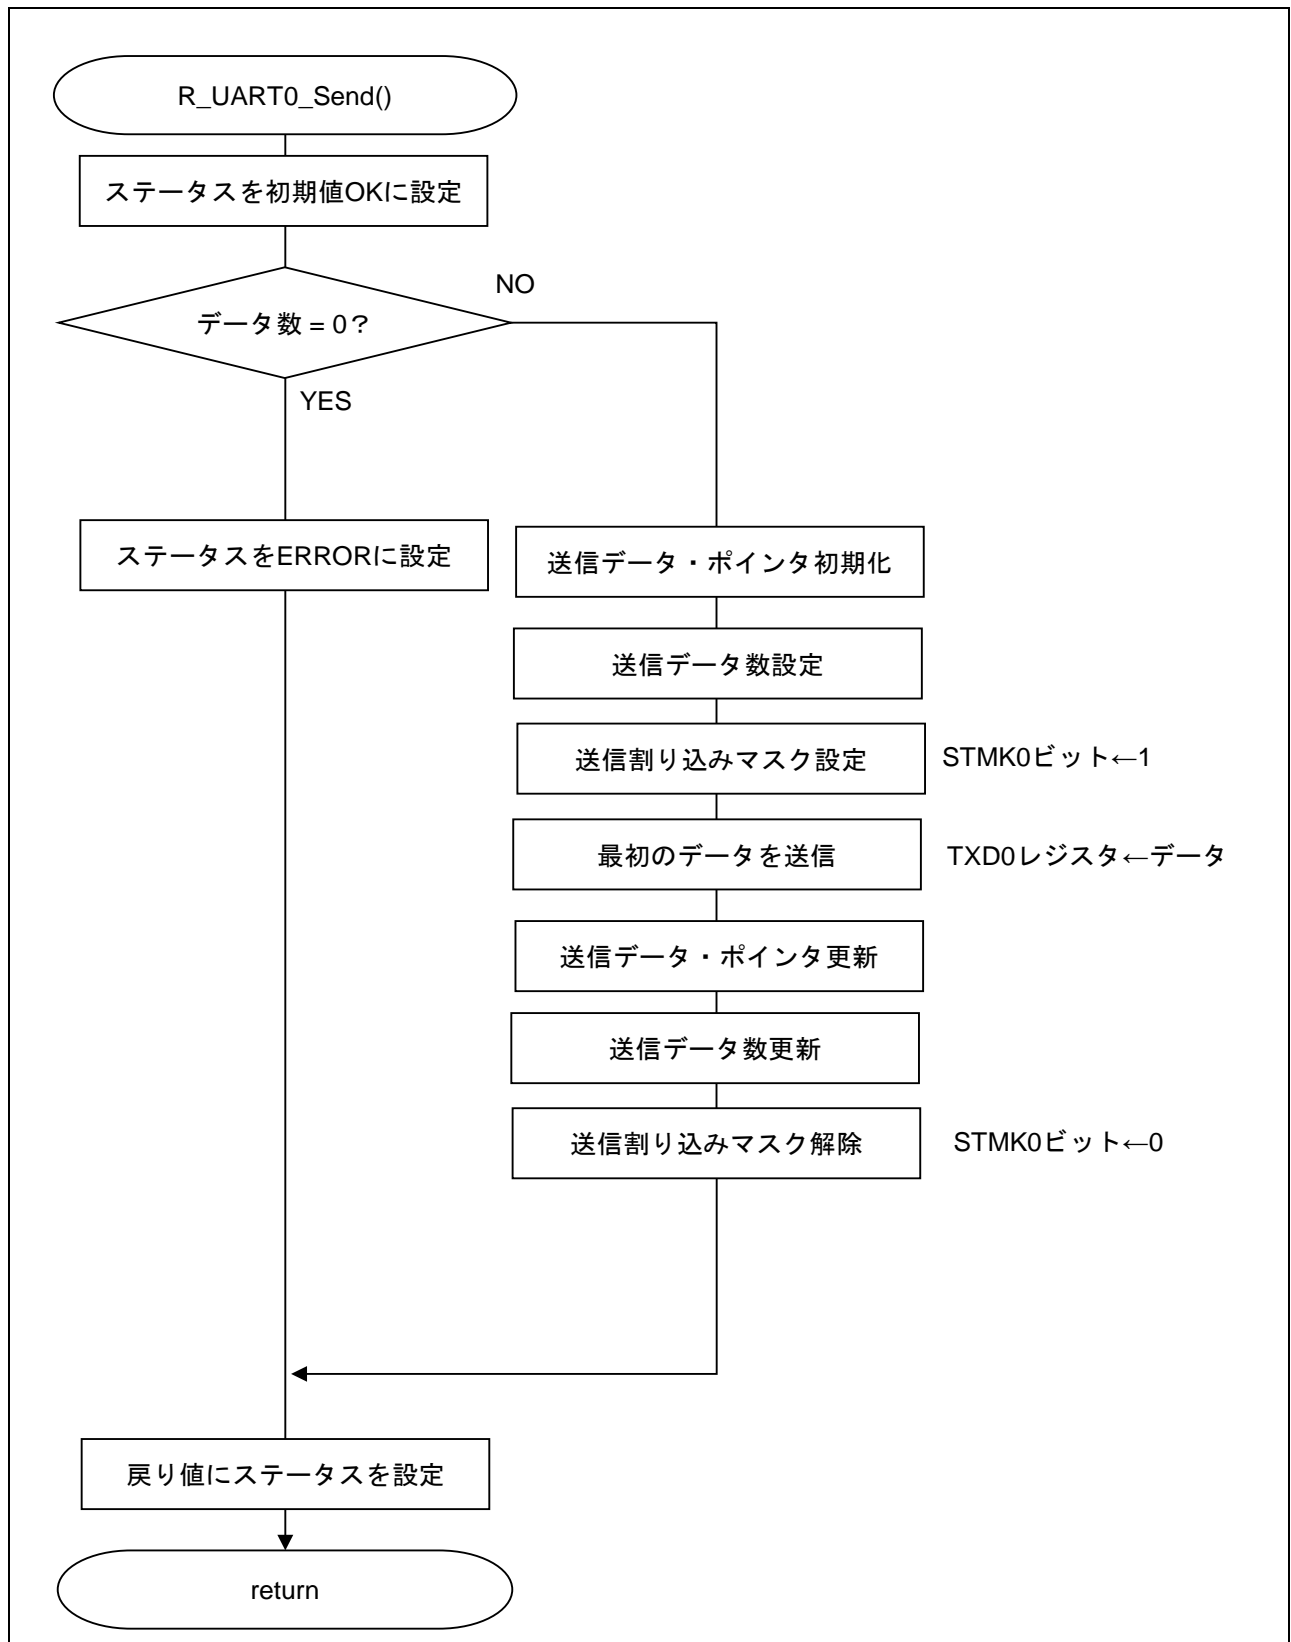 R_UART0_Send()
ステータスを初期値OKに設定
NO
データ数 = 0？
YES
ステータスをERRORに設定
送信データ・ポインタ初期化
送信データ数設定
送信割り込みマスク設定 STMK0ビット←1
最初のデータを送信 TXD0レジスタ←データ
送信データ・ポインタ更新
送信データ数更新
送信割り込みマスク解除 STMK0ビット←0
戻り値にステータスを設定
return